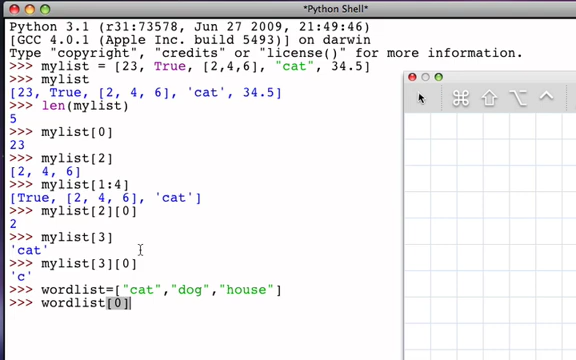 *Python Shell*
Python 3.1 (r31:73578, Jun 27 2009, 21:49:46)
[GCC 4.0.1 (Apple Inc. build 5493)] on darwin
Type "copyright", "credits" or "license()" for more information.
>>> mylist = [23, True, [2,4,6], "cat", 34.5]
>>> mylist
[23, True, [2, 4, 6], 'cat', 34.5]
>>> len(mylist)
5
>>> mylist[0]
23
>>> mylist[2]
[2, 4, 6]
>>> mylist[1:4]
[True, [2, 4, 6], 'cat']
>>> mylist[2][0]
2
>>> mylist[3]
'cat'
>>> mylist[3][0]
'c'
>>> wordlist=["cat","dog","house"]
>>> wordlist[0]